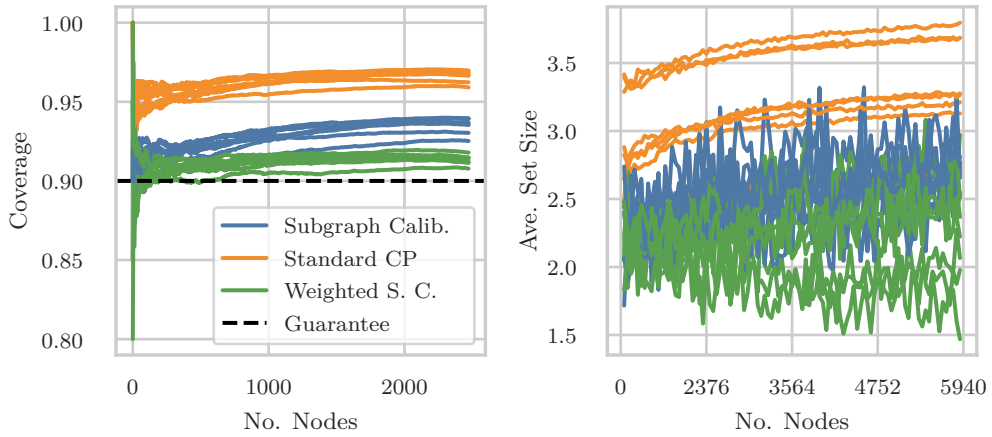 1.00
0.95
0.90
0.85
0.80
Coverage
0
1000
2000
No. Nodes
Subgraph Calib.
Standard CP
Weighted S. C.
Guarantee
3.5
3.0
2.5
2.0
1.5
Ave. Set Size
0
2376
3564
4752
5940
No. Nodes